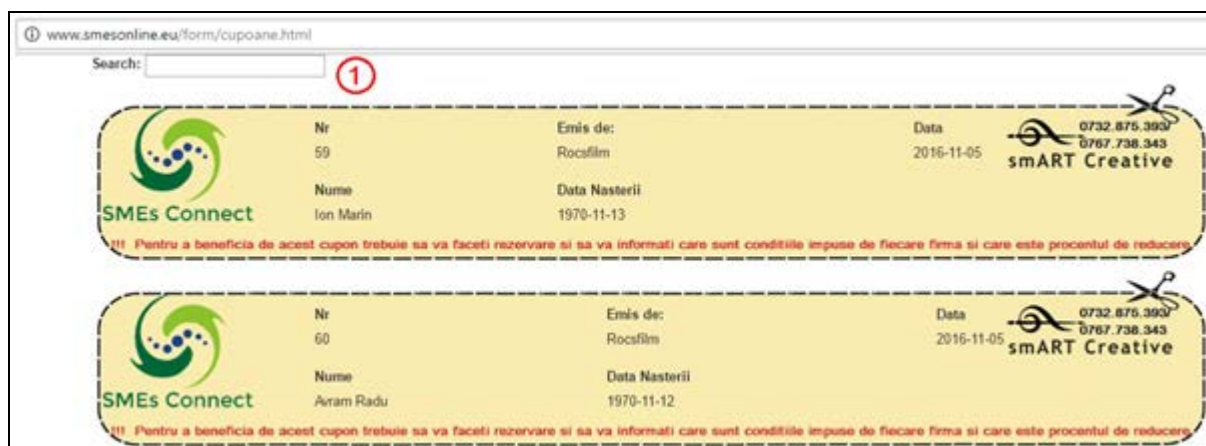 www.smesonline.eu/form/cupoane.html
Search:
1
Nr Emis de: Data 0732.875.393/
59 Rocsfilm 2016-11-05 0767.738.343
smART Creative
Nume Data Nasterii
SMEs Connect Ion Marin 1970-11-13
!!! Pentru a beneficia de acest cupon trebuie sa va faceti rezervare si sa va informati care sunt conditiile impuse de fiecare firma si care este procentul de reducere
Nr Emis de: Data 0732.875.393/
60 Rocsfilm 2016-11-05 0767.738.343
smART Creative
Nume Data Nasterii
SMEs Connect Avram Radu 1970-11-12
!!! Pentru a beneficia de acest cupon trebuie sa va faceti rezervare si sa va informati care sunt conditiile impuse de fiecare firma si care este procentul de reducere